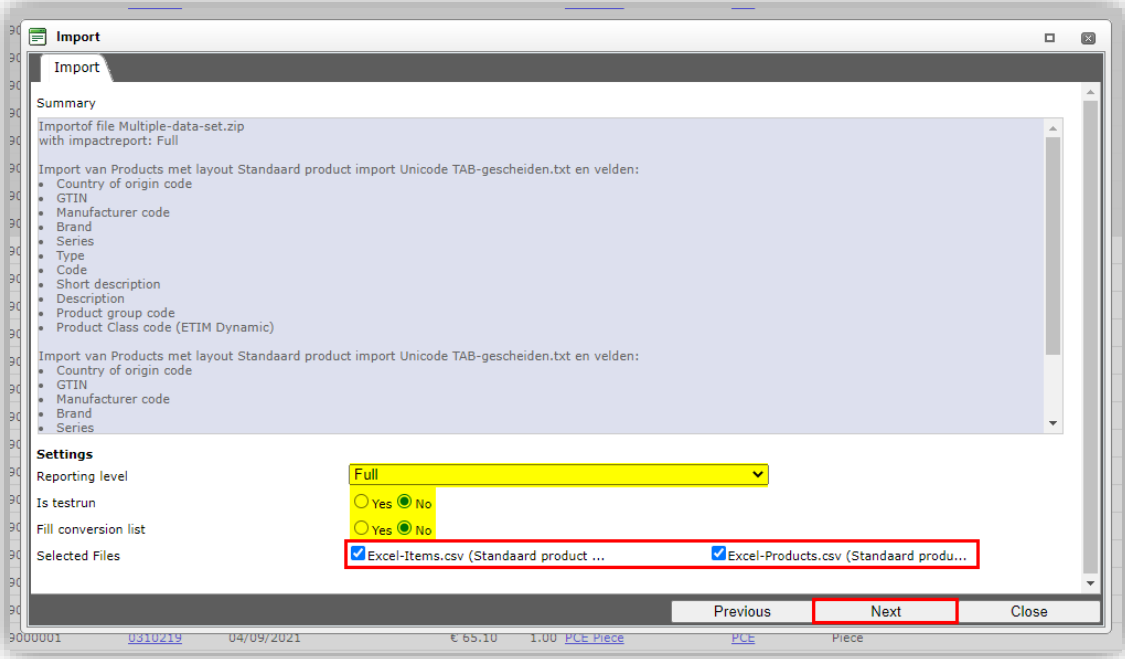 Import
Import
Summary
Importof file Multiple-data-set.zip
with impactreport: Full
Import van Products met layout Standaard product import Unicode TAB-gescheiden.txt en velden:
• Country of origin code
• GTIN
• Manufacturer code
• Brand
• Series
• Type
• Code
• Short description
• Description
• Product group code
• Product Class code (ETIM Dynamic)
Import van Products met layout Standaard product import Unicode TAB-gescheiden.txt en velden:
• Country of origin code
• GTIN
• Manufacturer code
• Brand
• Series
Settings
Reporting level Full
Is testrun Yes No
Fill conversion list Yes No
Selected Files Excel-Items.csv (Standaard product ... Excel-Products.csv (Standaard produ...
Previous Next Close
9000001 0310219 04/09/2021 € 65.10 1.00 PCE Piece PCE Piece